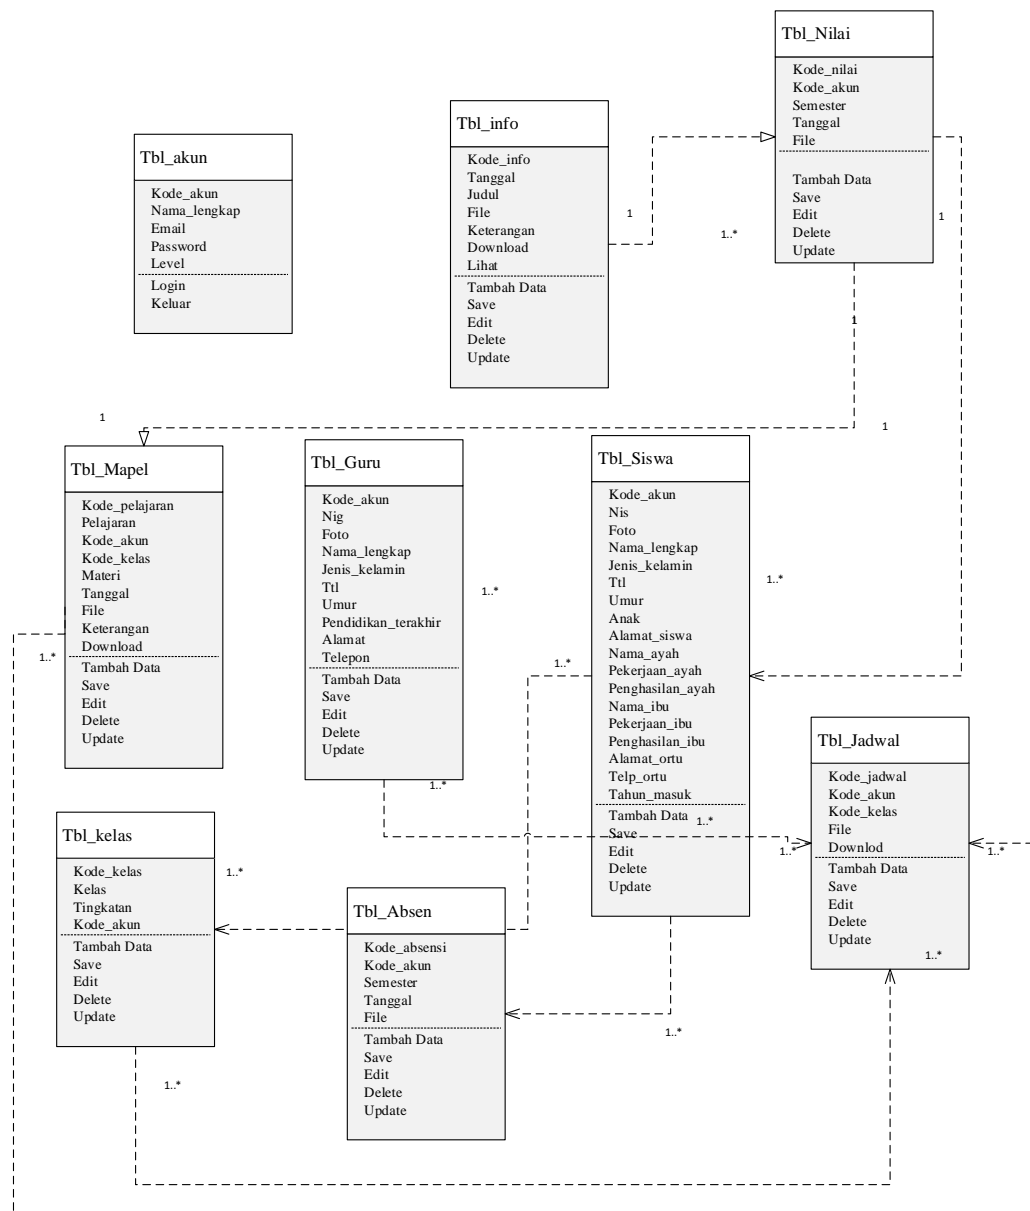 Tbl_Nilai
Kode_nilai
Kode_akun
Semester
Tanggal
File
Tambah Data
Save
Edit
Delete
Update
Tbl_info
Kode_info
Tanggal
Judul
File
Keterangan
Download
Lihat
Tambah Data
Save
Edit
Delete
Update
Tbl_akun
Kode_akun
Nama_lengkap
Email
Password
Level
Login
Keluar
1
1..*
1
1
1
1
Tbl_Mapel
Kode_pelajaran
Pelajaran
Kode_akun
Kode_kelas
Materi
Tanggal
File
Keterangan
Download
Tambah Data
Save
Edit
Delete
Update
1..*
Tbl_Guru
Kode_akun
Nig
Foto
Nama_lengkap
Jenis_kelamin
Ttl
Umur
Pendidikan_terakhir
Alamat
Telepon
Tambah Data
Save
Edit
Delete
Update
1..*
1..*
1..*
Tbl_Siswa
Kode_akun
Nis
Foto
Nama_lengkap
Jenis_kelamin
Ttl
Umur
Anak
Alamat_siswa
Nama_ayah
Pekerjaan_ayah
Penghasilan_ayah
Nama_ibu
Pekerjaan_ibu
Penghasilan_ibu
Alamat_ortu
Telp_ortu
Tahun_masuk
Tambah Data
Save
Edit
Delete
Update
1..*
1..*
1..*
1..*
Tbl_Jadwal
Kode_jadwal
Kode_akun
Kode_kelas
File
Downlod
Tambah Data
Save
Edit
Delete
Update
1..*
1..*
Tbl_kelas
Kode_kelas
Kelas
Tingkatan
Kode_akun
Tambah Data
Save
Edit
Delete
Update
1..*
1..*
Tbl_Absen
Kode_absensi
Kode_akun
Semester
Tanggal
File
Tambah Data
Save
Edit
Delete
Update
1..*